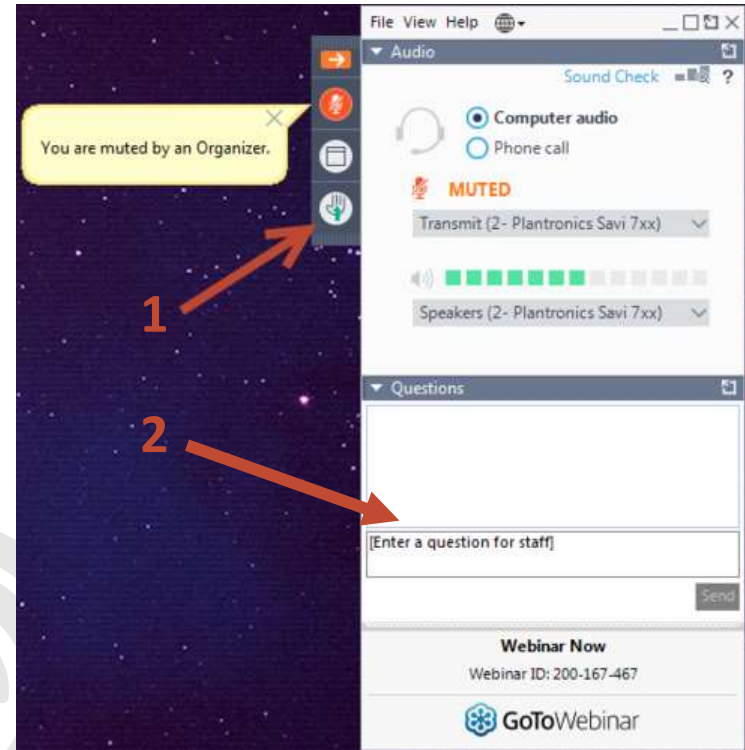 File View Help
Audio
Sound Check ?
Computer audio
You are muted by an Organizer.
Phone call
MUTED
Transmit (2- Plantronics Savi 7xx)
1
Speakers (2- Plantronics Savi 7xx)
Questions
2
[Enter a question for staff]
Send
Webinar Now
Webinar ID: 200-167-467
GoToWebinar